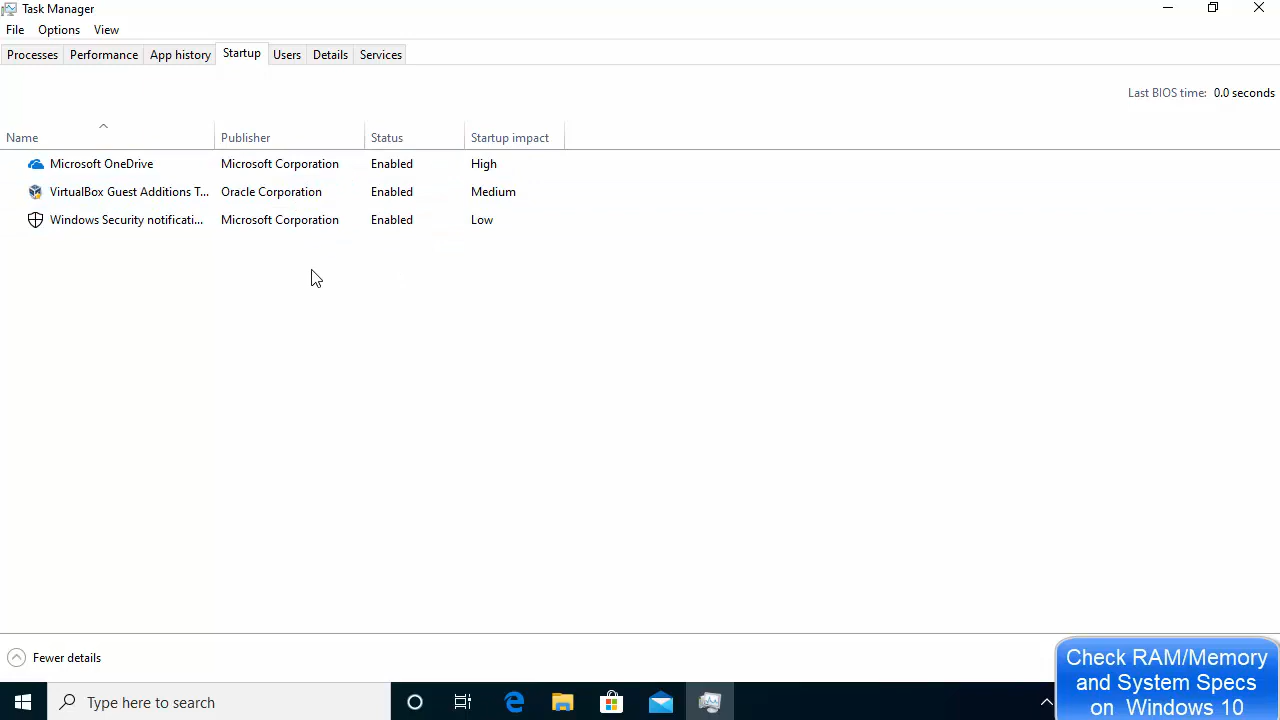 Task Manager
File Options View
Processes Performance App history Startup Users Details Services
Last BIOS time: 0.0 seconds
Name Publisher Status Startup impact
Microsoft OneDrive Microsoft Corporation Enabled High
VirtualBox Guest Additions T... Oracle Corporation Enabled Medium
Windows Security notificati... Microsoft Corporation Enabled Low
Fewer details
Check RAM/Memory
and System Specs
on Windows 10
Type here to search